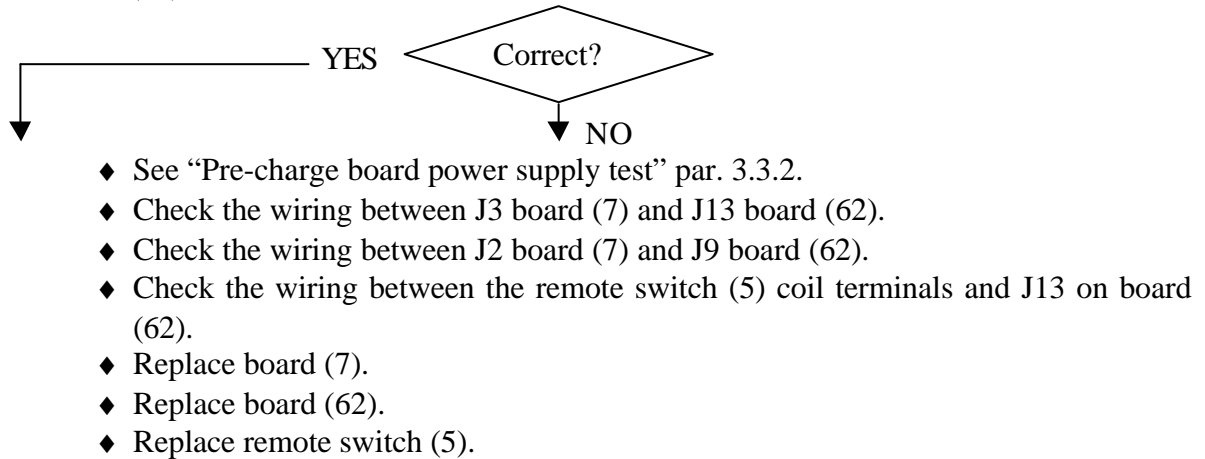 YES Correct?
NO
♦ See “Pre-charge board power supply test” par. 3.3.2.
♦ Check the wiring between J3 board (7) and J13 board (62).
♦ Check the wiring between J2 board (7) and J9 board (62).
♦ Check the wiring between the remote switch (5) coil terminals and J13 on board
(62).
♦ Replace board (7).
♦ Replace board (62).
♦ Replace remote switch (5).